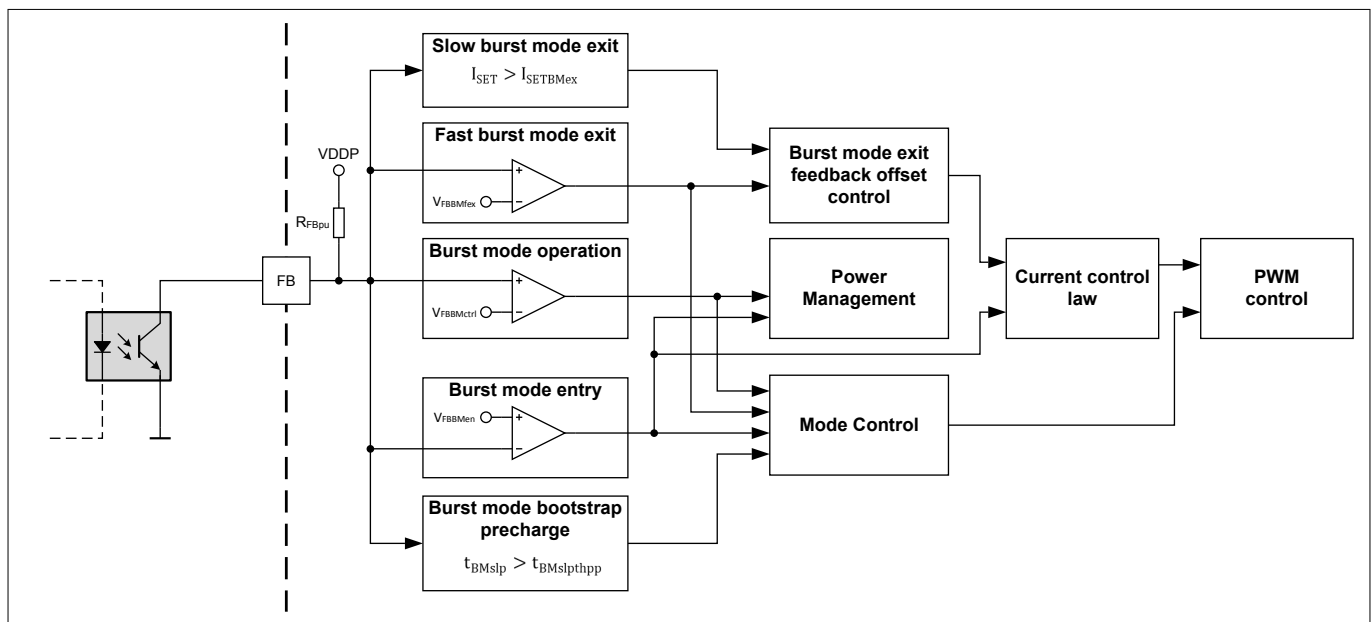 Slow burst mode exit
I_SET > I_SETBMex
Fast burst mode exit
+
V_FBBMfex
−
VDDP
R_FBpu
Burst mode exit
feedback offset
control
Burst mode operation
+
V_FBBMctrl
−
FB
Power
Management
Current control
law
PWM
control
Burst mode entry
V_FBBMen
+
−
Mode Control
Burst mode bootstrap
precharge
t_BMslp > t_BMslpthpp